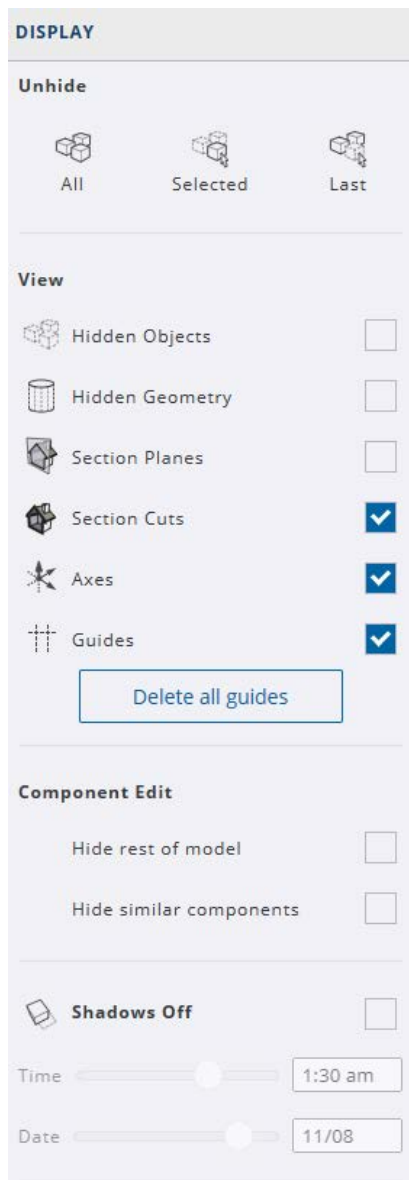 DISPLAY
Unhide
All Selected Last
View
Hidden Objects
Hidden Geometry
Section Planes
Section Cuts
Axes
Guides
Delete all guides
Component Edit
Hide rest of model
Hide similar components
Shadows Off
Time 1:30 am
Date 11/08